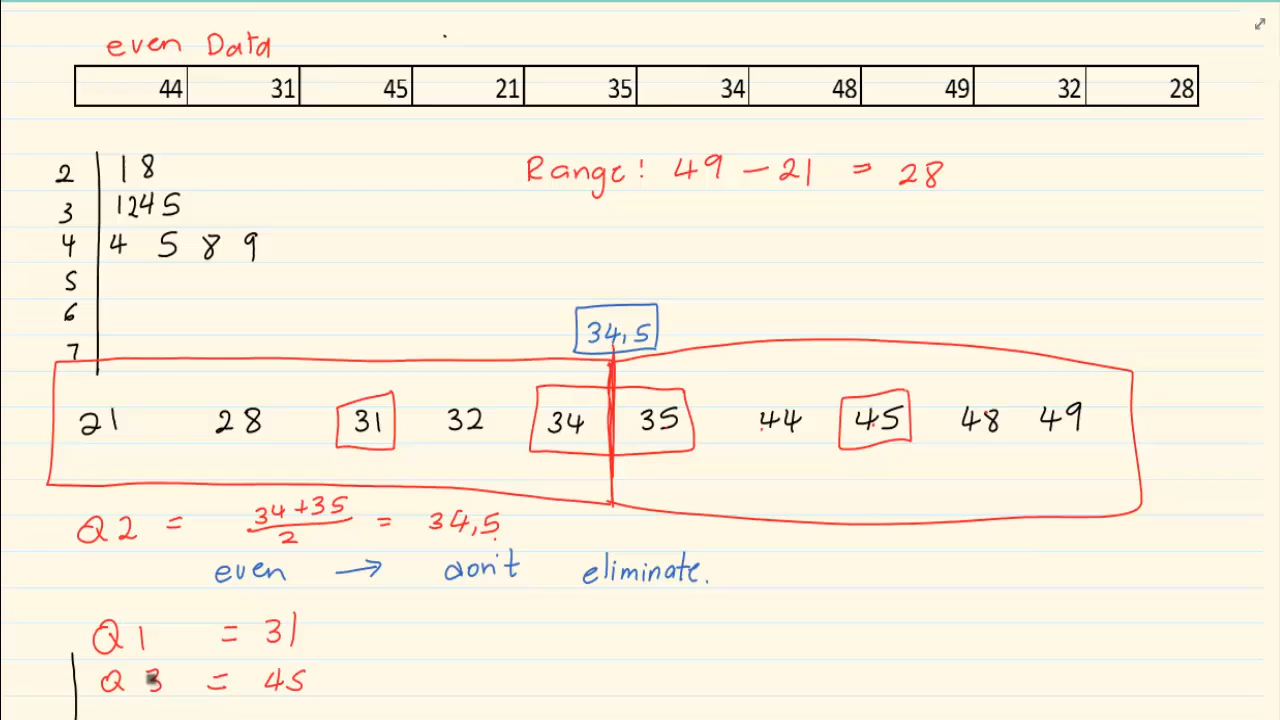 even Data
44 31 45 21 35 34 48 49 32 28
2 | 1 8
Range: 49 - 21 = 28
3 | 1 2 4 5
4 | 4 5 8 9
5
6
34,5
7
21 28 31 32 34 35 44 45 48 49
Q2 = 34+35/2 = 34,5
even → don't eliminate.
Q1 = 31
Q3 = 45